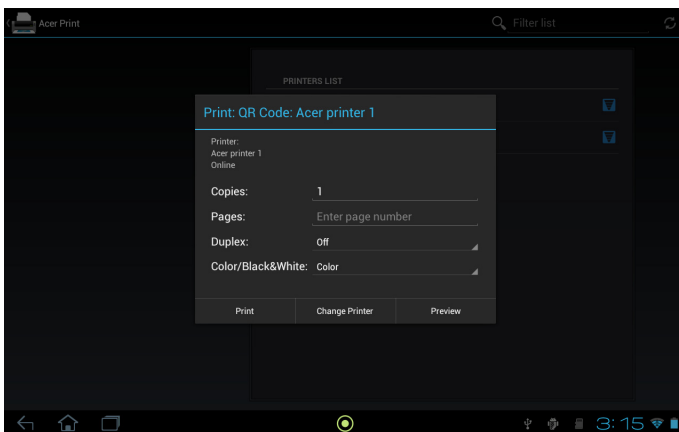 Acer Print
Filter list
PRINTERS LIST
Print: QR Code: Acer printer 1
Printer:
Acer printer 1
Online
Copies: 1
Pages: Enter page number
Duplex: Off
Color/Black&White: Color
Print Change Printer Preview
3:15